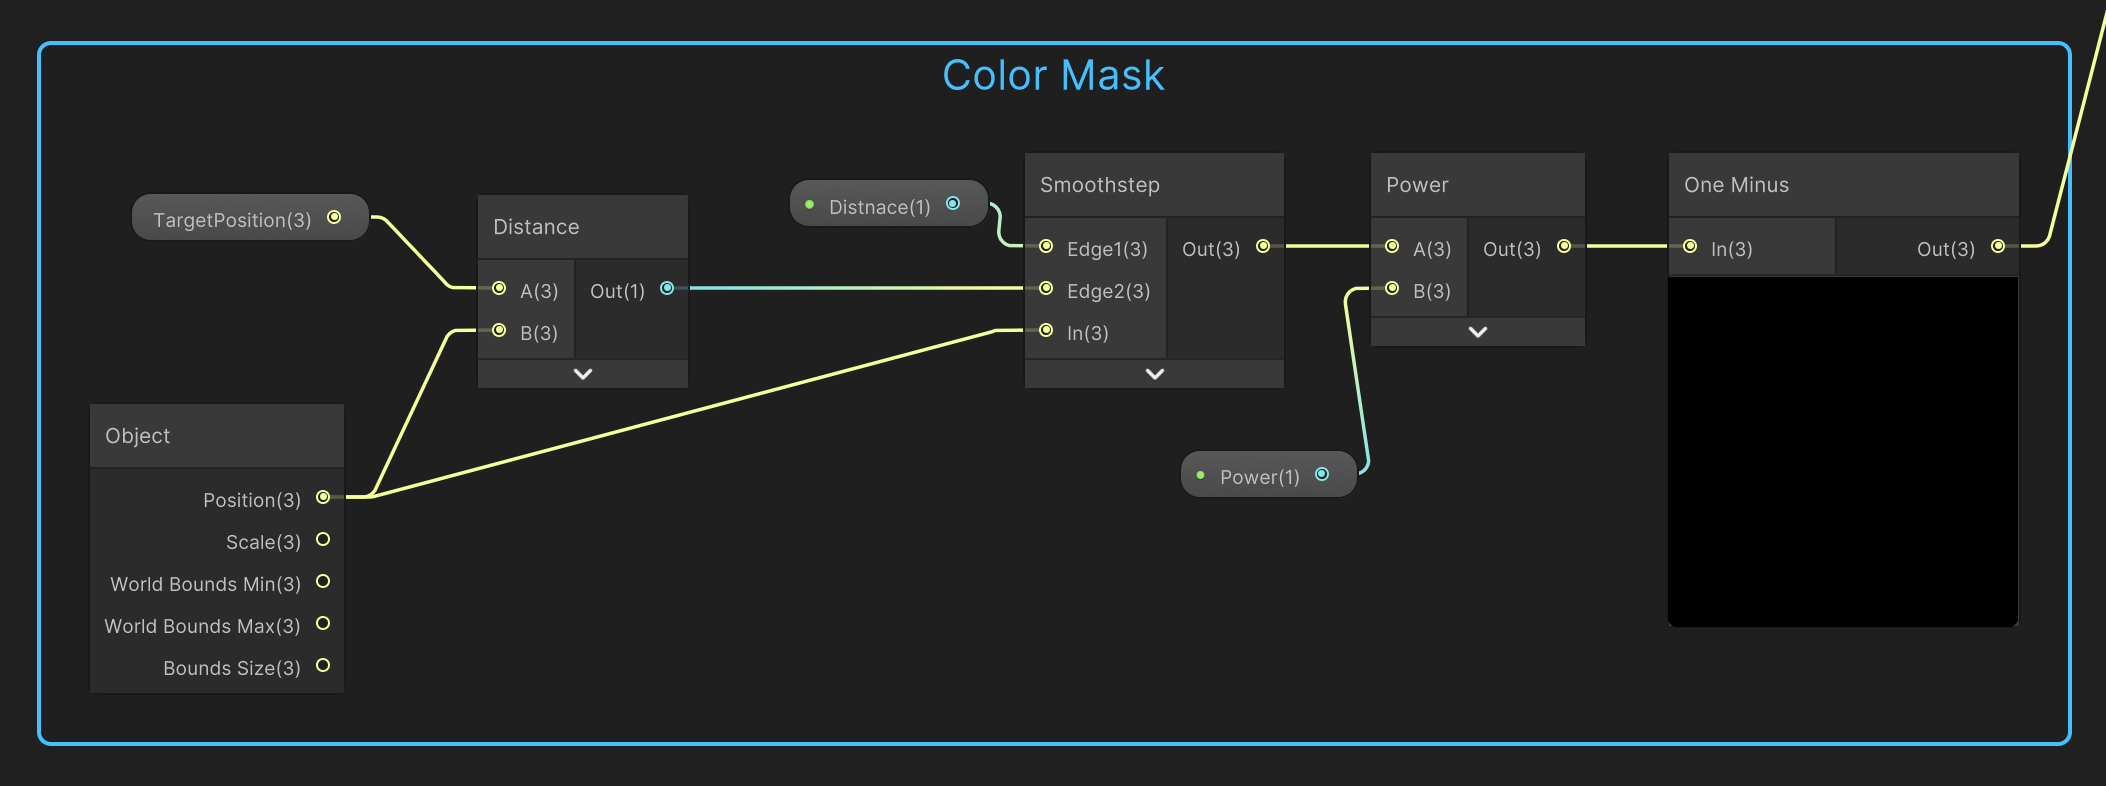 Color Mask
TargetPosition(3)
Distance
A(3)
Out(1)
B(3)
Object
Position(3)
Scale(3)
World Bounds Min(3)
World Bounds Max(3)
Bounds Size(3)
Distnace(1)
Smoothstep
Edge1(3)
Out(3)
Edge2(3)
In(3)
Power
A(3)
Out(3)
B(3)
Power(1)
One Minus
In(3)
Out(3)